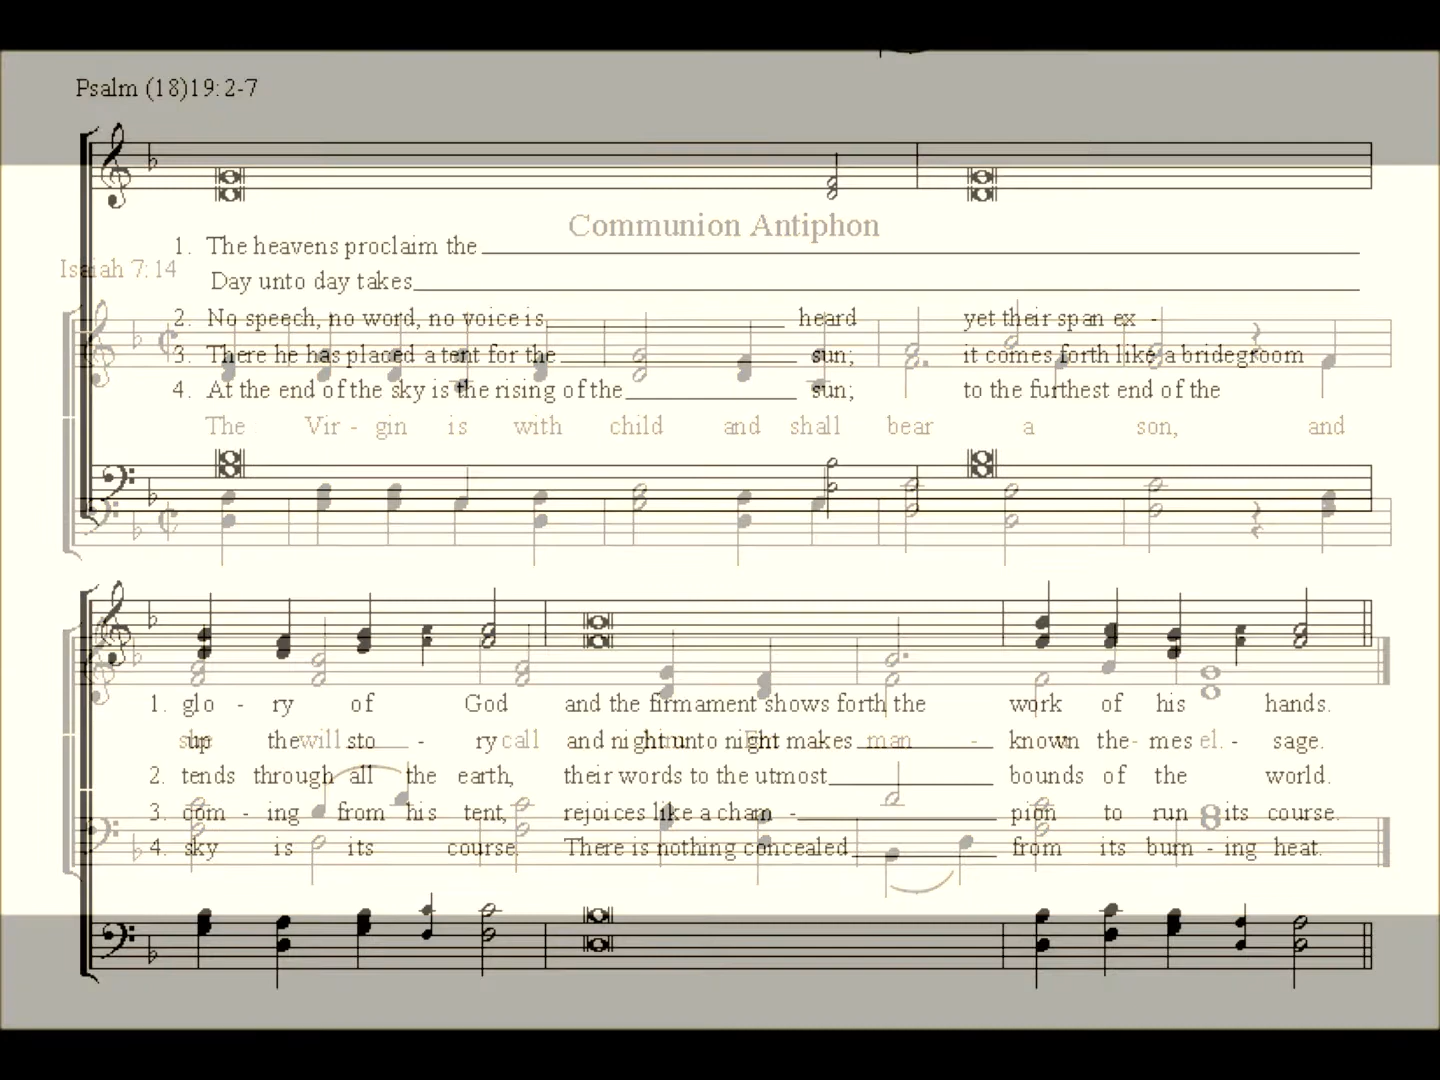 Psalm (18)19:2-7
Communion Antiphon
1. The heavens proclaim the
Isaiah 7:14
Day unto day takes
2. No speech, no word, no voice is heard yet their span ex -
3. There he has placed a tent for the sun; it comes forth like a bridegroom
4. At the end of the sky is the rising of the sun; to the furthest end of the
The Vir - gin is with child and shall bear a son, and
1. glo - ry of God and the firmament shows forth the work of his hands.
up the sto - ry and night unto night makes known the mes - sage.
she will call man - el.
2. tends through all the earth, their words to the utmost bounds of the world.
3. com - ing from his tent, rejoices like a cham - pion to run its course.
4. sky is its course. There is nothing concealed from its burn - ing heat.